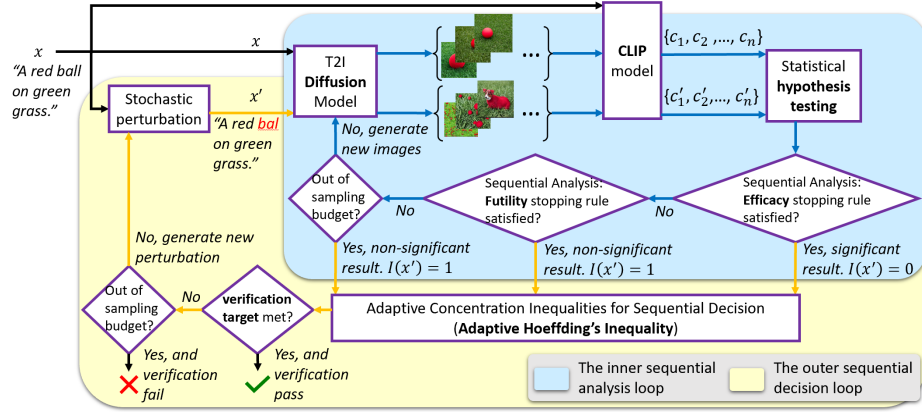 x
"A red ball
on green
grass."
x
T2I
Diffusion
Model
...
...
CLIP
model
{c₁, c₂ ,..., cₙ}
{c′₁, c′₂,..., c′ₙ}
Statistical
hypothesis
testing
Stochastic
perturbation
x′
"A red bal
on green
grass."
No, generate
new images
Out of
sampling
budget?
No
Sequential Analysis:
Futility stopping rule
satisfied?
No
Sequential Analysis:
Efficacy stopping rule
satisfied?
Yes, non-significant
result. I(x′) = 1
Yes, non-significant
result. I(x′) = 1
Yes, significant
result. I(x′) = 0
No, generate new
perturbation
Out of
sampling
budget?
No
verification
target met?
Adaptive Concentration Inequalities for Sequential Decision
(Adaptive Hoeffding's Inequality)
Yes, and
verification
fail
Yes, and
verification
pass
The inner sequential
analysis loop
The outer sequential
decision loop